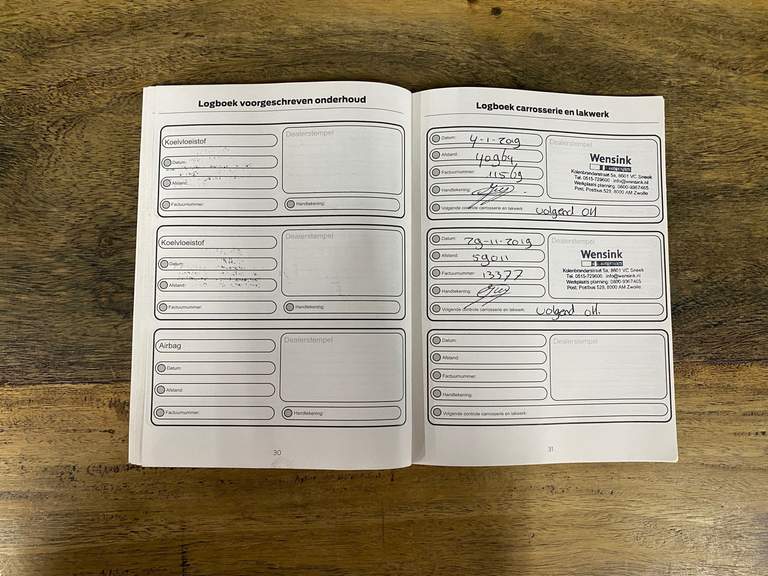 Logboek voorgeschreven onderhoud
Koelvloeistof
Dealerstempel
Datum:
Afstand:
Factuurnummer:
Handtekening:
Koelvloeistof
Dealerstempel
Datum:
Afstand:
Factuurnummer:
Handtekening:
Airbag
Dealerstempel
Datum:
Afstand:
Factuurnummer:
Handtekening:
30
Logboek carrosserie en lakwerk
Datum: 4-1-2019
Afstand: 40964
Factuurnummer: 11569
Handtekening:
Volgende controle carrosserie en lakwerk: volgend OH
Dealerstempel
Wensink
Kolenbranderstraat 5a, 8601 VC Sneek
Tel. 0515-729600 info@wensink.nl
Werkplaats planning: 0800-9367465
Post: Postbus 529, 8000 AM Zwolle
Datum: 29-11-2019
Afstand: 59011
Factuurnummer: 13377
Handtekening:
Volgende controle carrosserie en lakwerk: volgend OH.
Dealerstempel
Wensink
Kolenbranderstraat 5a, 8601 VC Sneek
Tel. 0515-729600 info@wensink.nl
Werkplaats planning: 0800-9367465
Post: Postbus 529, 8000 AM Zwolle
Datum:
Afstand:
Factuurnummer:
Handtekening:
Volgende controle carrosserie en lakwerk:
Dealerstempel
31